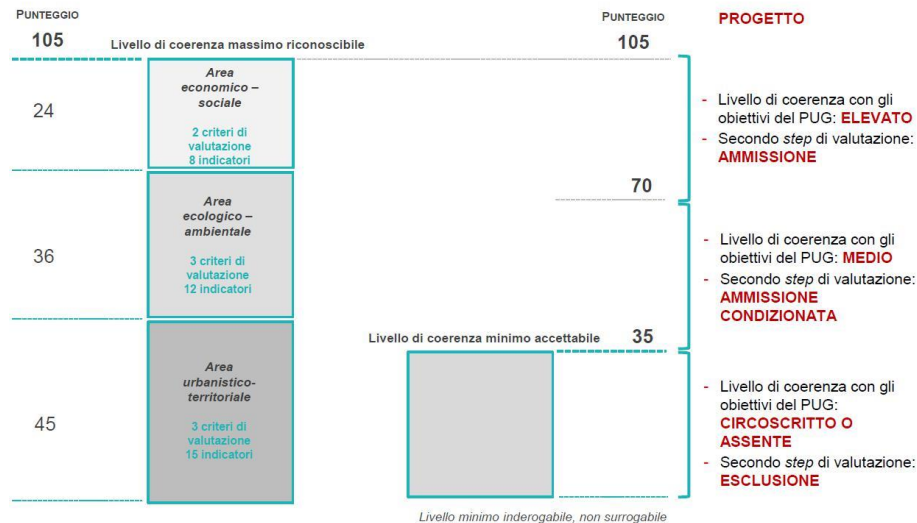 PUNTEGGIO
105
Livello di coerenza massimo riconoscibile
24
Area
economico –
sociale
2 criteri di
valutazione
8 indicatori
36
Area
ecologico –
ambientale
3 criteri di
valutazione
12 indicatori
45
Area
urbanistico-
territoriale
3 criteri di
valutazione
15 indicatori
PUNTEGGIO
105
70
Livello di coerenza minimo accettabile
35
Livello minimo inderogabile, non surrogabile
PROGETTO
- Livello di coerenza con gli
obiettivi del PUG: ELEVATO
- Secondo step di valutazione:
AMMISSIONE
- Livello di coerenza con gli
obiettivi del PUG: MEDIO
- Secondo step di valutazione:
AMMISSIONE
CONDIZIONATA
- Livello di coerenza con gli
obiettivi del PUG:
CIRCOSCRITTO O
ASSENTE
- Secondo step di valutazione:
ESCLUSIONE